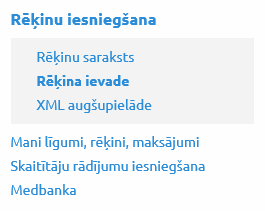 Rēķinu iesniegšana
Rēķinu saraksts
Rēķina ievade
XML augšupielāde
Mani līgumi, rēķini, maksājumi
Skaitītāju rādījumu iesniegšana
Medbanka